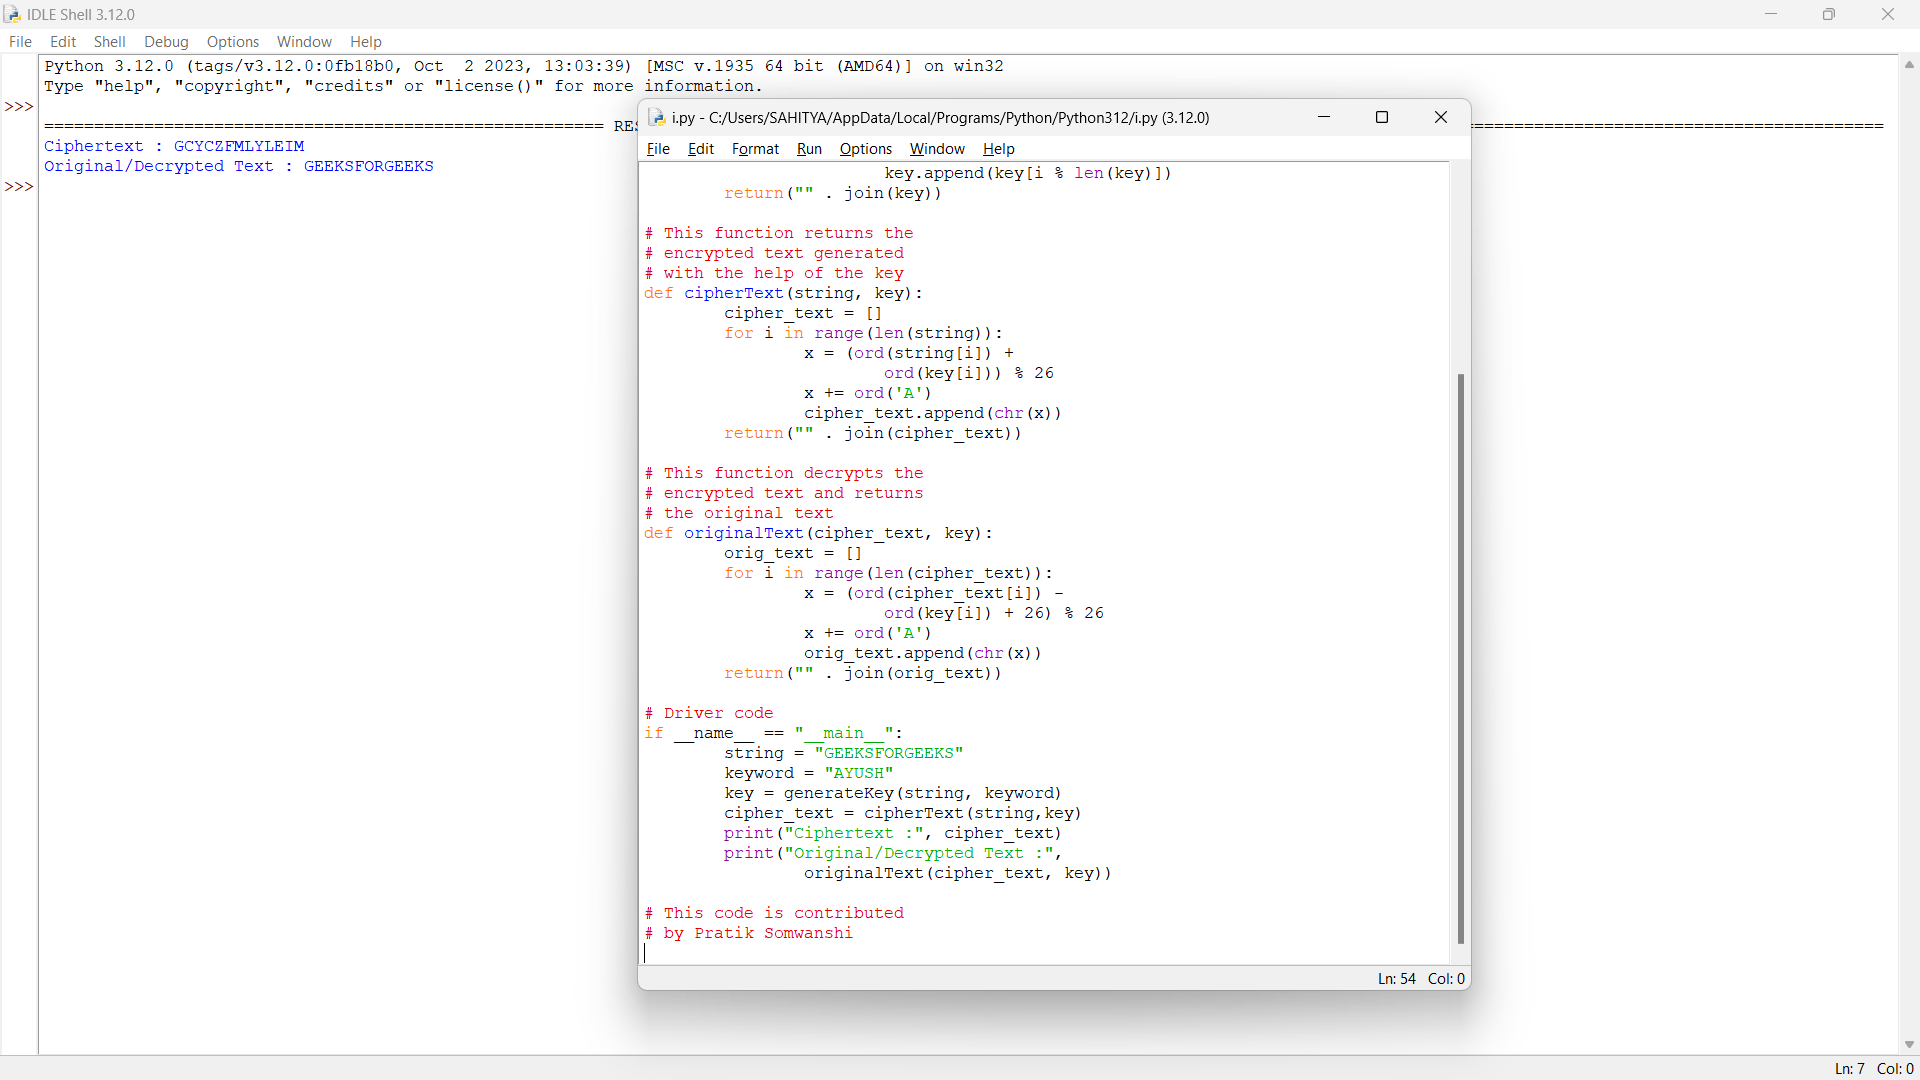 IDLE Shell 3.12.0
File Edit Shell Debug Options Window Help
Python 3.12.0 (tags/v3.12.0:0fb18b0, Oct  2 2023, 13:03:39) [MSC v.1935 64 bit (AMD64)] on win32
Type "help", "copyright", "credits" or "license()" for more information.
>>>
======================================================== RES
Ciphertext : GCYCZFMLYLEIM
Original/Decrypted Text : GEEKSFORGEEKS
>>>
i.py - C:/Users/SAHITYA/AppData/Local/Programs/Python/Python312/i.py (3.12.0)
File Edit Format Run Options Window Help
                        key.append(key[i % len(key)])
        return("" . join(key))

# This function returns the
# encrypted text generated
# with the help of the key
def cipherText(string, key):
        cipher_text = []
        for i in range(len(string)):
                x = (ord(string[i]) +
                        ord(key[i])) % 26
                x += ord('A')
                cipher_text.append(chr(x))
        return("" . join(cipher_text))

# This function decrypts the
# encrypted text and returns
# the original text
def originalText(cipher_text, key):
        orig_text = []
        for i in range(len(cipher_text)):
                x = (ord(cipher_text[i]) -
                        ord(key[i]) + 26) % 26
                x += ord('A')
                orig_text.append(chr(x))
        return("" . join(orig_text))

# Driver code
if __name__ == "__main__":
        string = "GEEKSFORGEEKS"
        keyword = "AYUSH"
        key = generateKey(string, keyword)
        cipher_text = cipherText(string,key)
        print("Ciphertext :", cipher_text)
        print("Original/Decrypted Text :",
                originalText(cipher_text, key))

# This code is contributed
# by Pratik Somwanshi
Ln: 54 Col: 0
Ln: 7 Col: 0